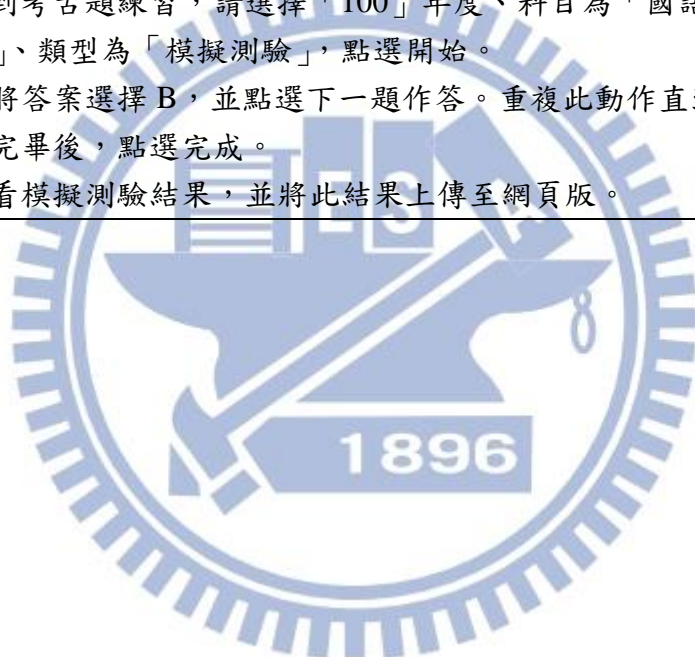 到考古題練習，請選擇「100」年度、科目為「國語
」、類型為「模擬測驗」，點選開始。
將答案選擇 B，並點選下一題作答。重複此動作直
完畢後，點選完成。
看模擬測驗結果，並將此結果上傳至網頁版。
ES
1896